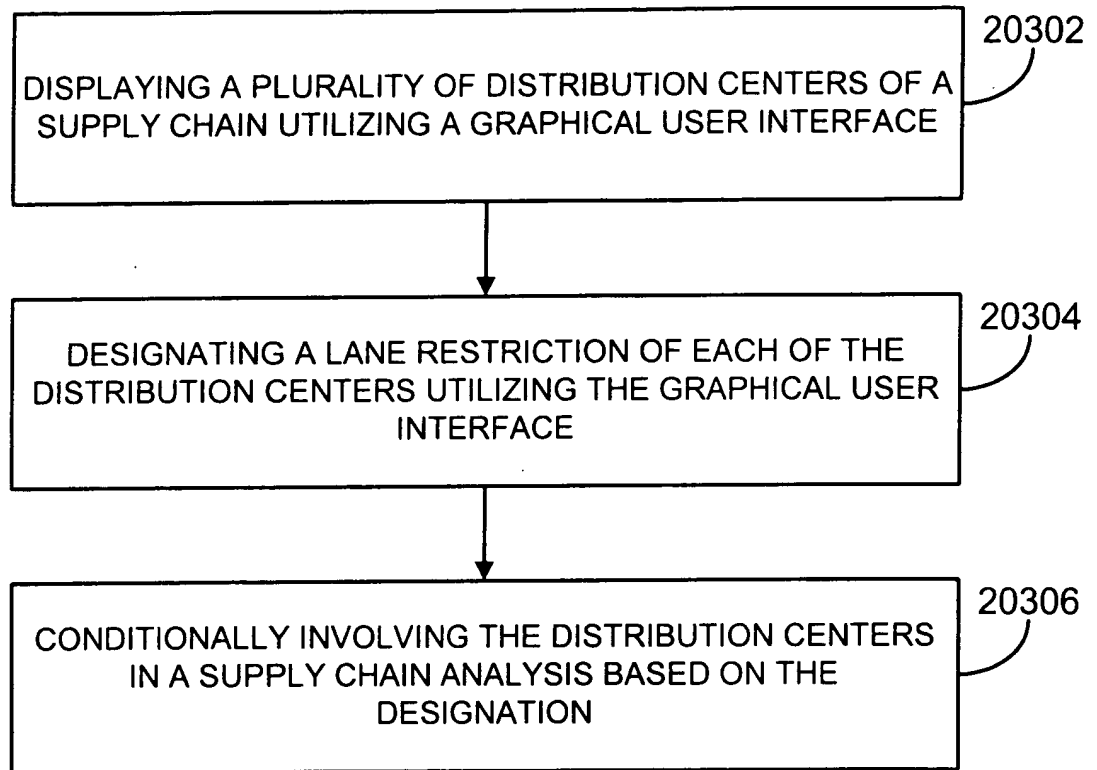 20302
DISPLAYING A PLURALITY OF DISTRIBUTION CENTERS OF A
SUPPLY CHAIN UTILIZING A GRAPHICAL USER INTERFACE
20304
DESIGNATING A LANE RESTRICTION OF EACH OF THE
DISTRIBUTION CENTERS UTILIZING THE GRAPHICAL USER
INTERFACE
20306
CONDITIONALLY INVOLVING THE DISTRIBUTION CENTERS
IN A SUPPLY CHAIN ANALYSIS BASED ON THE
DESIGNATION